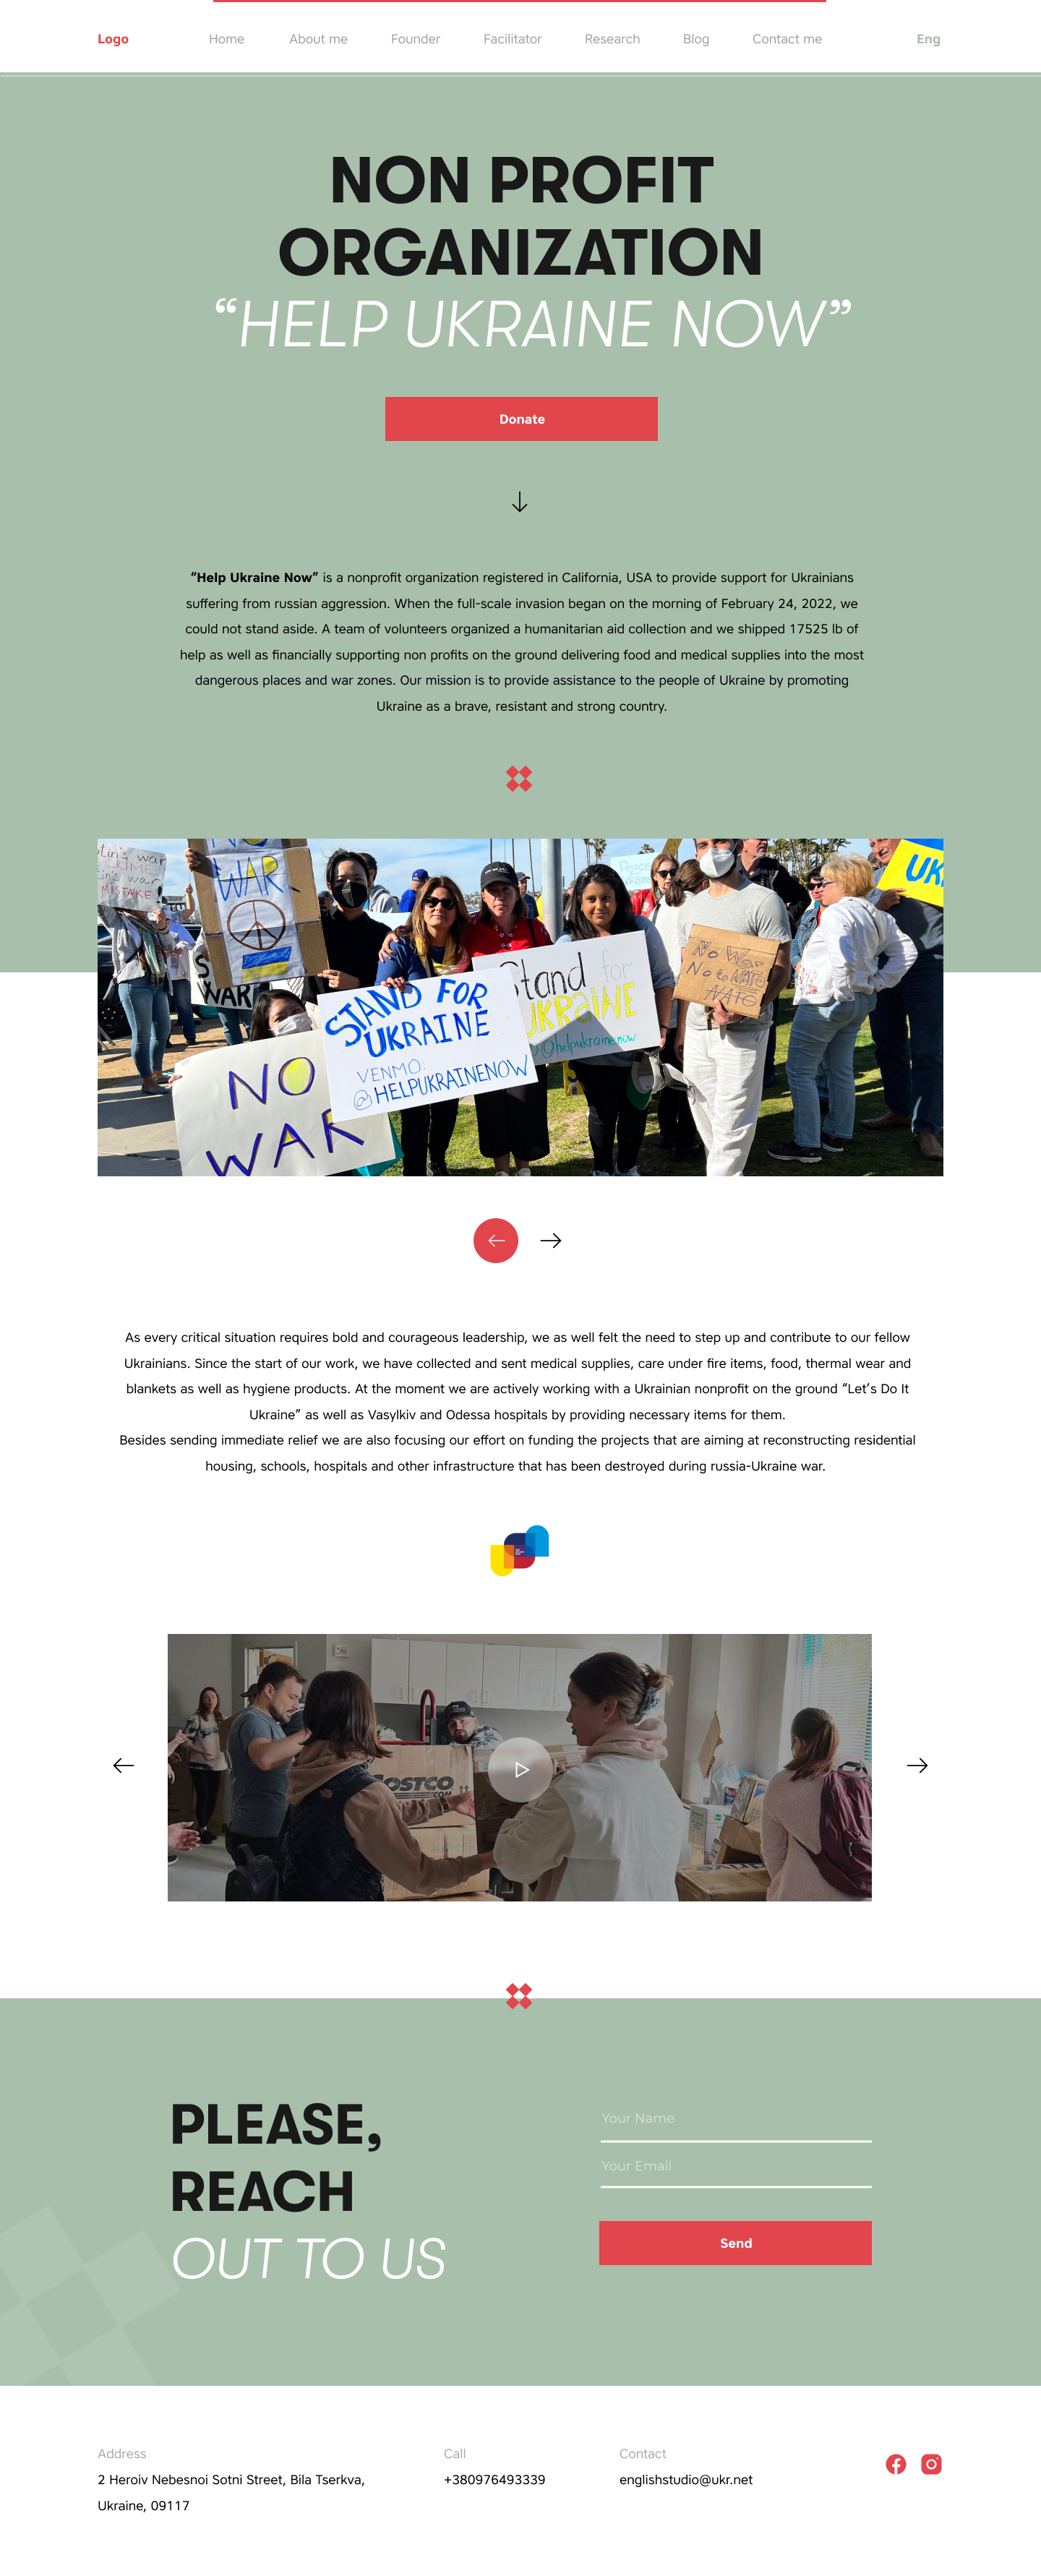 Logo
Home
About me
Founder
Facilitator
Research
Blog
Contact me
Eng
NON PROFIT
ORGANIZATION
“HELP UKRAINE NOW”
Donate
“Help Ukraine Now” is a nonprofit organization registered in California, USA to provide support for Ukrainians
suffering from russian aggression. When the full-scale invasion began on the morning of February 24, 2022, we
could not stand aside. A team of volunteers organized a humanitarian aid collection and we shipped 17525 lb of
help as well as financially supporting non profits on the ground delivering food and medical supplies into the most
dangerous places and war zones. Our mission is to provide assistance to the people of Ukraine by promoting
Ukraine as a brave, resistant and strong country.
war
CRIME
war
MISTAKE
WAR
WAR
STAND FOR
UKRAINE
VENMO:
@HELPUKRAINENOW
Stand for
UKRAINE
@helpukrainenow
Peace
No War
No to NATO
NATO
UK
NO
WAR
As every critical situation requires bold and courageous leadership, we as well felt the need to step up and contribute to our fellow
Ukrainians. Since the start of our work, we have collected and sent medical supplies, care under fire items, food, thermal wear and
blankets as well as hygiene products. At the moment we are actively working with a Ukrainian nonprofit on the ground “Let’s Do It
Ukraine” as well as Vasylkiv and Odessa hospitals by providing necessary items for them.
Besides sending immediate relief we are also focusing our effort on funding the projects that are aiming at reconstructing residential
housing, schools, hospitals and other infrastructure that has been destroyed during russia-Ukraine war.
COSTCO
.COM
PLEASE,
REACH
OUT TO US
Your Name
Your Email
Send
Address
2 Heroiv Nebesnoi Sotni Street, Bila Tserkva,
Ukraine, 09117
Call
+380976493339
Contact
englishstudio@ukr.net